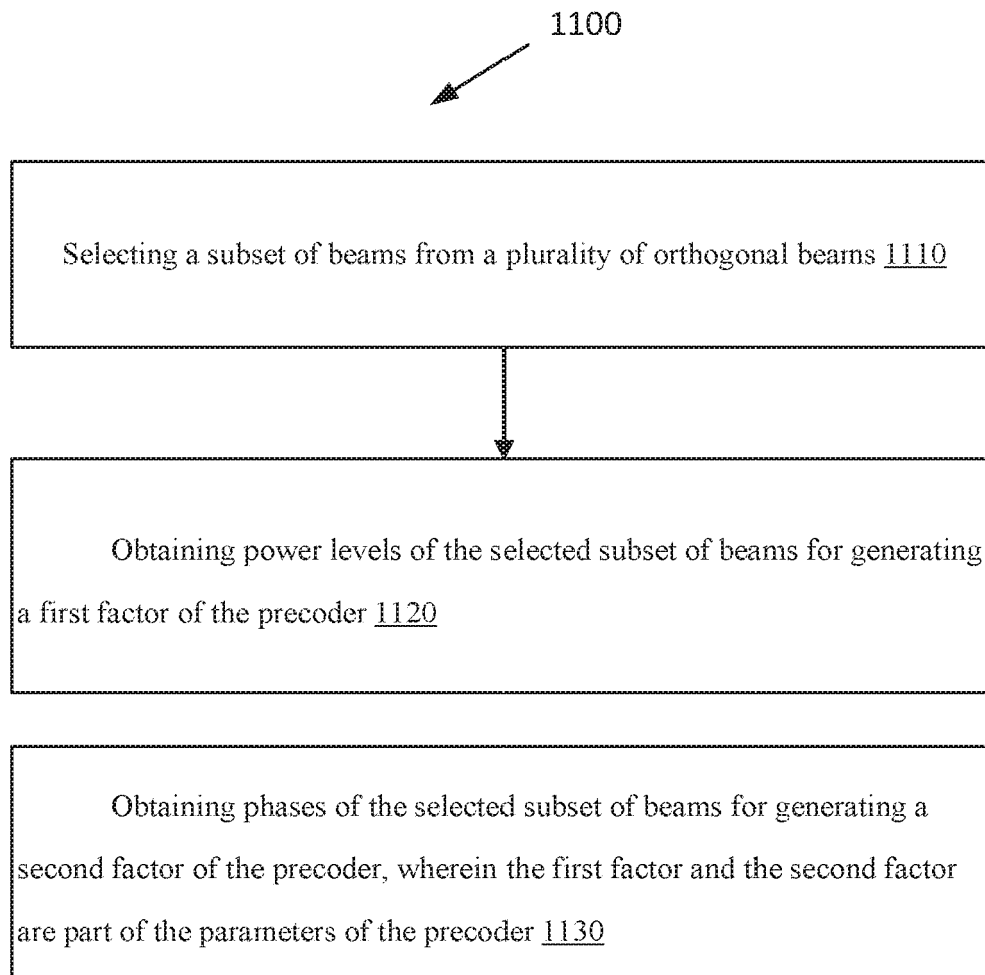 1100
Selecting a subset of beams from a plurality of orthogonal beams 1110
Obtaining power levels of the selected subset of beams for generating
a first factor of the precoder 1120
Obtaining phases of the selected subset of beams for generating a
second factor of the precoder, wherein the first factor and the second factor
are part of the parameters of the precoder 1130